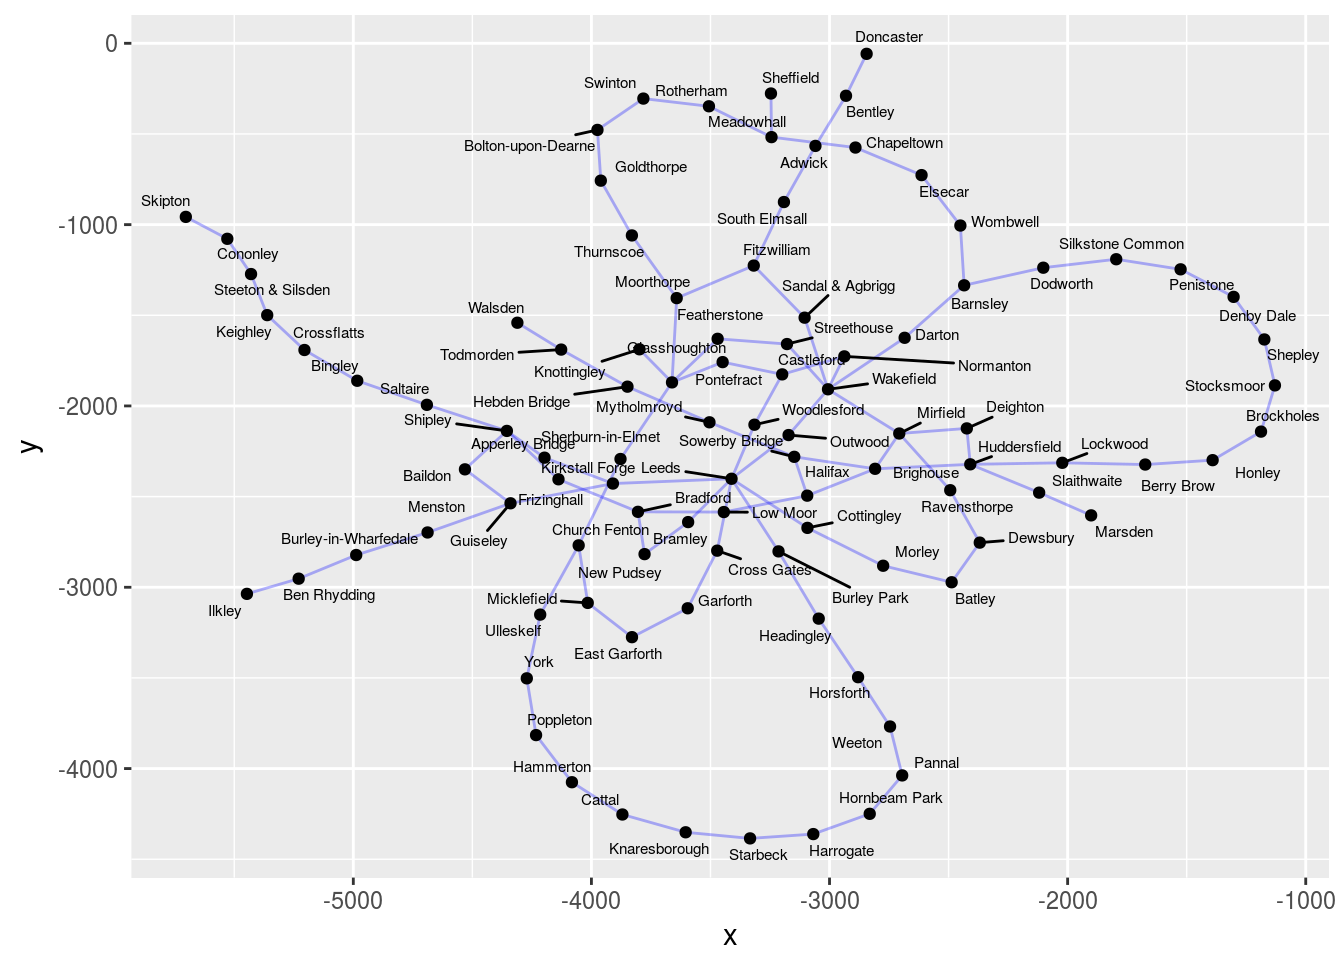 Doncaster
0
Sheffield
Swinton
Rotherham
Bentley
Meadowhall
Bolton-upon-Dearne
Chapeltown
Adwick
Goldthorpe
Elsecar
Skipton
South Elmsall
Wombwell
-1000
Silkstone Common
Fitzwilliam
Thurnscoe
Cononley
Moorthorpe
Sandal & Agbrigg
Dodworth
Penistone
Steeton & Silsden
Barnsley
Walsden
Featherstone
Denby Dale
Streethouse
Keighley
Crossflatts
Darton
Glasshoughton
Todmorden
Shepley
Castleford
Bingley
Normanton
Knottingley
Pontefract
Wakefield
Stocksmoor
Saltaire
Hebden Bridge
-2000
Mytholmroyd
Woodlesford
Mirfield
Deighton
Brockholes
Shipley
Sherburn-in-Elmet
Apperley Bridge
Sowerby Bridge
Outwood
Huddersfield
Lockwood
Kirkstall Forge
Leeds
Halifax
Brighouse
Honley
Baildon
Slaithwaite
Berry Brow
Frizinghall
Bradford
Menston
Ravensthorpe
Low Moor
Cottingley
Church Fenton
Marsden
y
Burley-in-Wharfedale
Guiseley
Bramley
Dewsbury
Morley
New Pudsey
Cross Gates
-3000
Ben Rhydding
Micklefield
Garforth
Burley Park
Batley
Ilkley
Ulleskelf
Headingley
East Garforth
York
Horsforth
Poppleton
Weeton
Pannal
Hammerton
-4000
Cattal
Hornbeam Park
Knaresborough
Starbeck
Harrogate
-5000
-4000
-3000
-2000
-1000
x